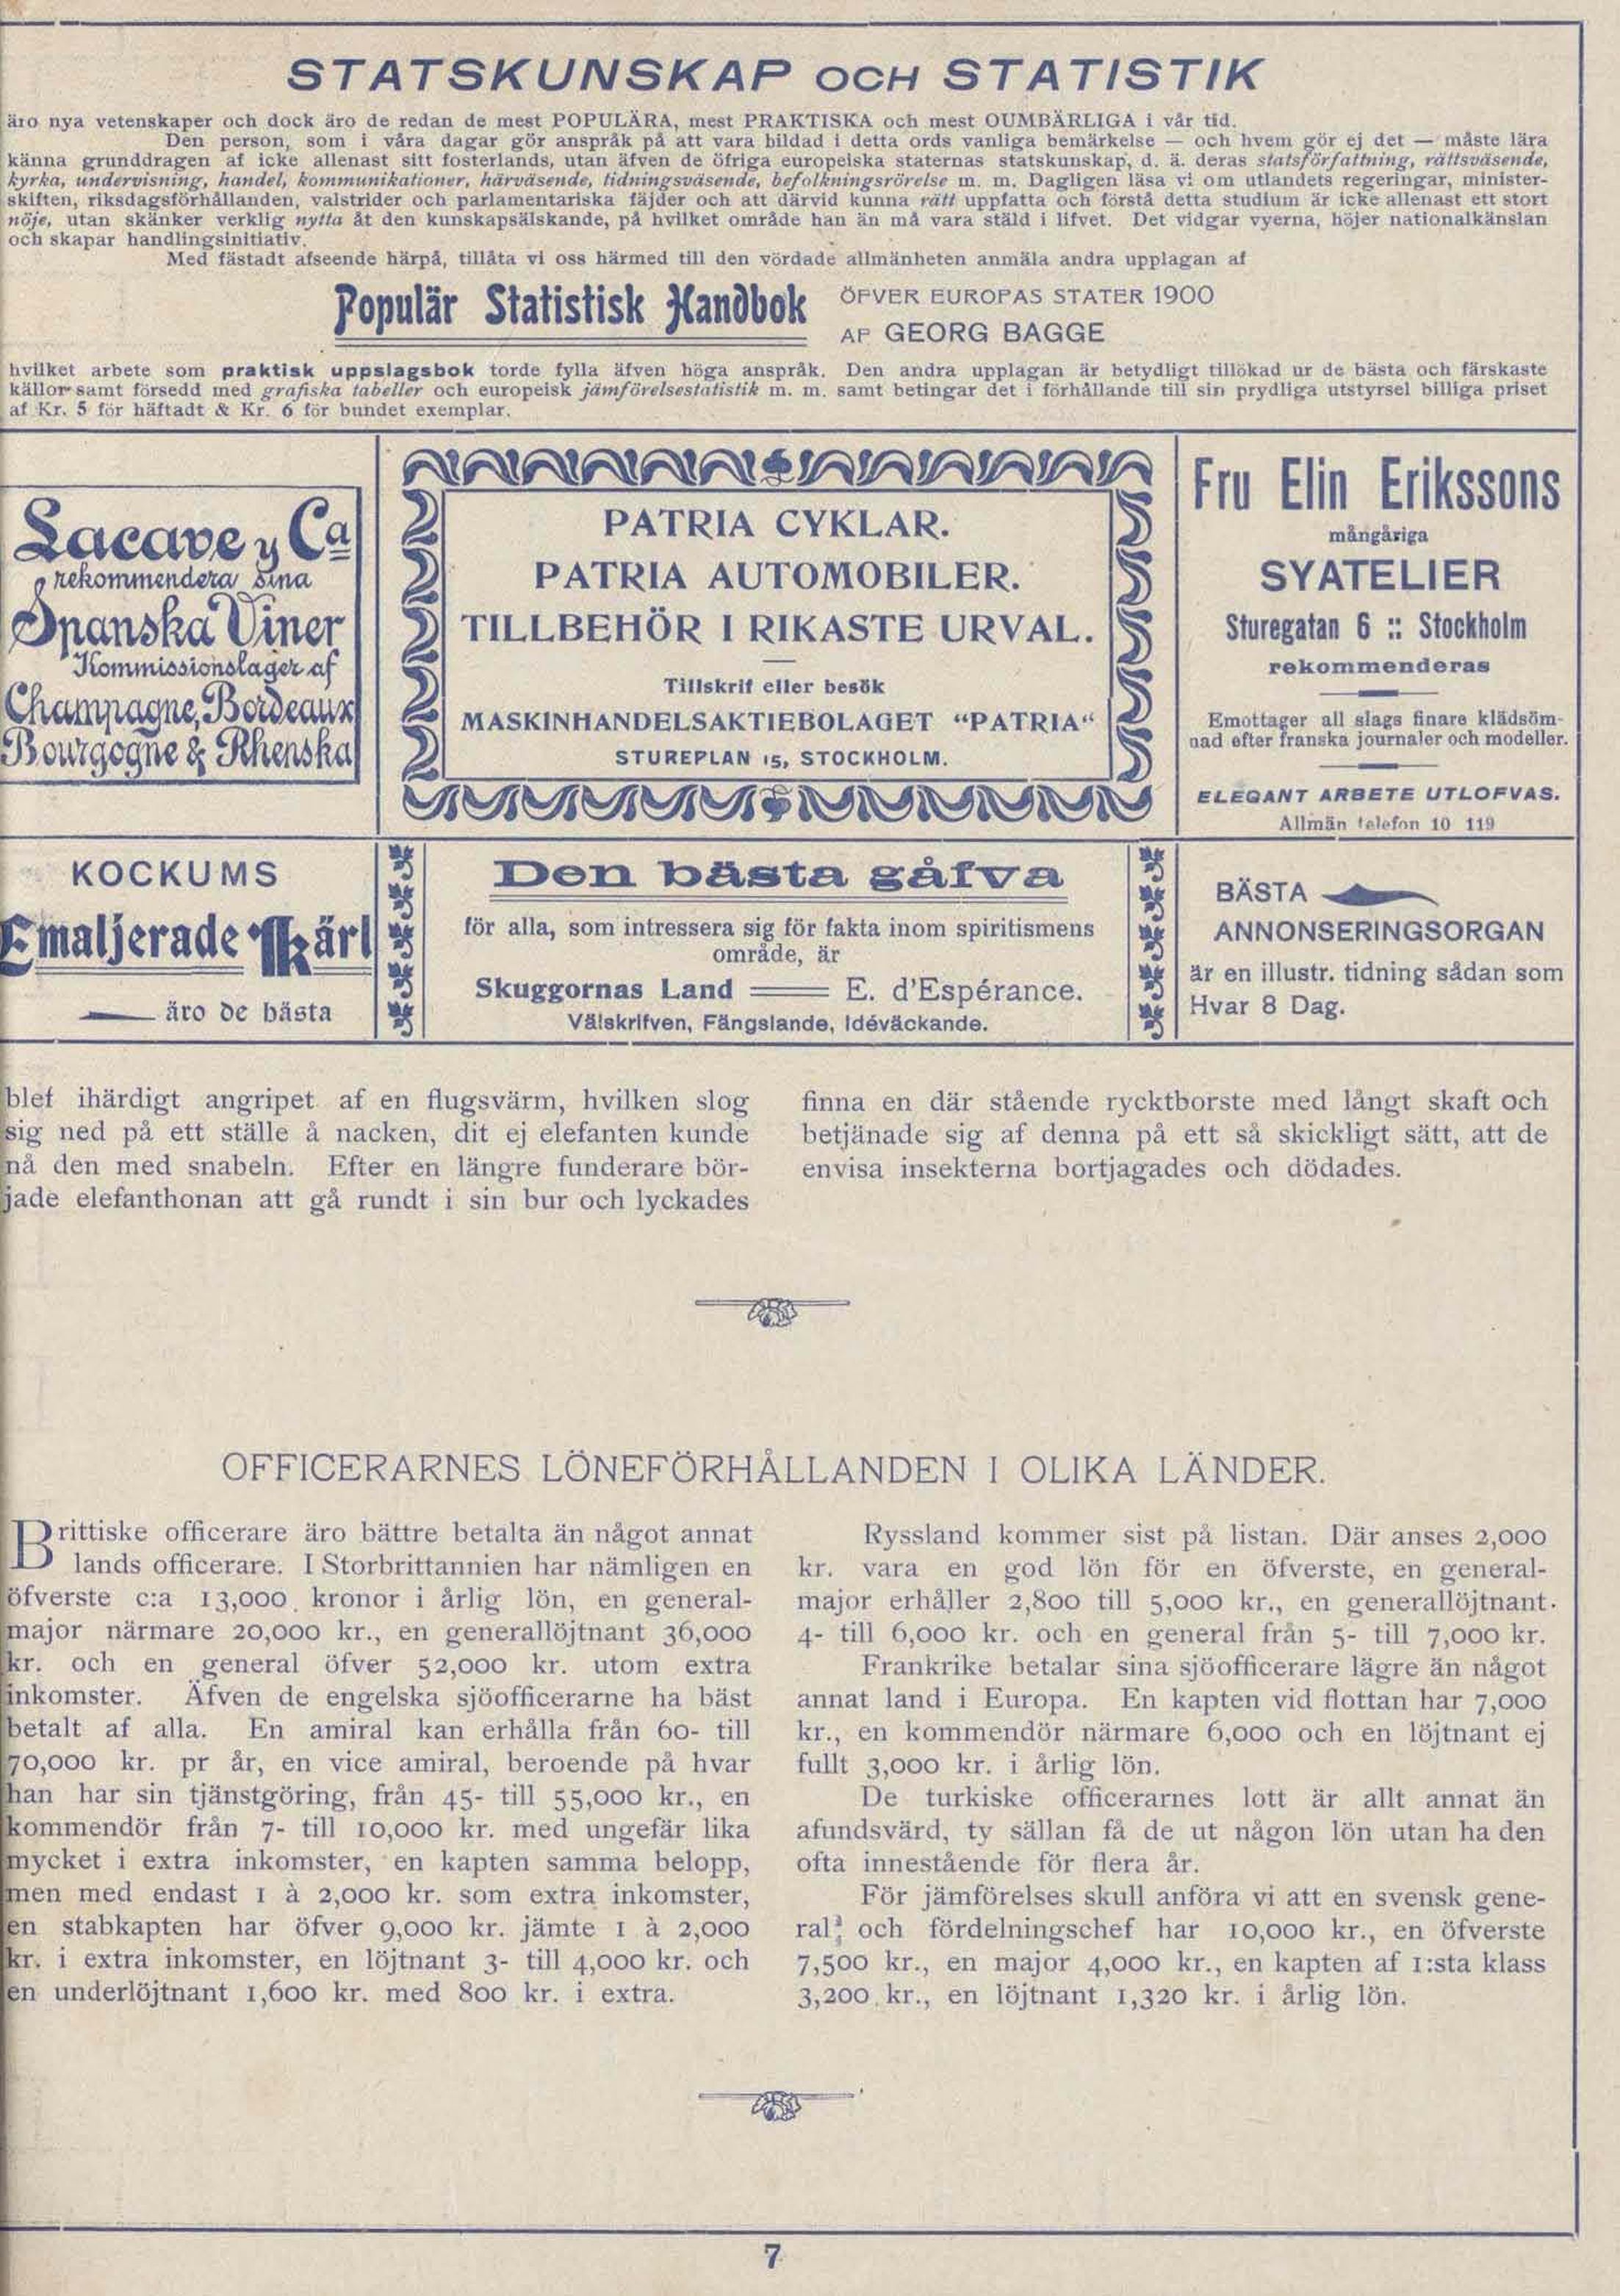 STATSKUNSKAP OCH STATISTIK
äro nya vetenskaper och dock äro de redan de mest POPULÄRA, mest PRAKTISKA och mest OUMBÄRLIGA i vår tid.
Den person, som i våra dagar gör anspråk på att vara bildad i detta ords vanliga bemärkelse — och hvem gör ej det — måste lära
känna grunddragen af icke allenast sitt fosterlands, utan äfven de öfriga europeiska staternas statskunskap, d. ä. deras statsförfattning, rättsväsende,
kyrka, undervisning, handel, kommunikationer, härväsende, tidningsväsende, befolkningsrörelse m. m. Dagligen läsa vi om utlandets regeringar, minister-
skiften, riksdagsförhållanden, valstrider och parlamentariska fäjder och att därvid kunna rätt uppfatta och förstå detta studium är icke allenast ett stort
nöje, utan skänker verklig nytta åt den kunskapsälskande, på hvilket område han än må vara stäld i lifvet. Det vidgar vyerna, höjer nationalkänslan
och skapar handlingsinitiativ.
Med fästadt afseende härpå, tillåta vi oss härmed till den vördade allmänheten anmäla andra upplagan af
Populär Statistisk Handbok
ÖFVER EUROPAS STATER 1900
AF GEORG BAGGE
hvilket arbete som praktisk uppslagsbok torde fylla äfven höga anspråk. Den andra upplagan är betydligt tillökad ur de bästa och färskaste
källor samt försedd med grafiska tabeller och europeisk jämförelsestatistik m. m. samt betingar det i förhållande till sin prydliga utstyrsel billiga priset
af Kr. 5 för häftadt & Kr. 6 för bundet exemplar.
Lacave y Ca
rekommendera sina
Spanska Viner
Kommissionslager af
Champagne, Bordeaux
Bourgogne & Rhenska
PATRIA CYKLAR.
PATRIA AUTOMOBILER.
TILLBEHÖR I RIKASTE URVAL.
Tillskrif eller besök
MASKINHANDELSAKTIEBOLAGET “PATRIA“
STUREPLAN 15, STOCKHOLM.
Fru Elin Erikssons
mångåriga
SYATELIER
Sturegatan 6 :: Stockholm
rekommenderas
Emottager all slags finare klädsöm-
nad efter franska journaler och modeller.
ELEGANT ARBETE UTLOFVAS.
Allmän telefon 10 119
KOCKUMS
Emaljerade Kärl
äro de bästa
Den bästa gåfva
för alla, som intressera sig för fakta inom spiritismens
område, är
Skuggornas Land ═══ E. d'Espérance.
Välskrifven, Fängslande, Idéväckande.
BÄSTA
ANNONSERINGSORGAN
är en illustr. tidning sådan som
Hvar 8 Dag.
blef ihärdigt angripet af en flugsvärm, hvilken slog
sig ned på ett ställe å nacken, dit ej elefanten kunde
nå den med snabeln. Efter en längre funderare bör-
jade elefanthonan att gå rundt i sin bur och lyckades
finna en där stående rycktborste med långt skaft och
betjänade sig af denna på ett så skickligt sätt, att de
envisa insekterna bortjagades och dödades.
OFFICERARNES LÖNEFÖRHÅLLANDEN I OLIKA LÄNDER.
Brittiske officerare äro bättre betalta än något annat
lands officerare. I Storbrittannien har nämligen en
öfverste c:a 13,000 kronor i årlig lön, en general-
major närmare 20,000 kr., en generallöjtnant 36,000
kr. och en general öfver 52,000 kr. utom extra
inkomster. Äfven de engelska sjöofficerarne ha bäst
betalt af alla. En amiral kan erhålla från 60- till
70,000 kr. pr år, en vice amiral, beroende på hvar
han har sin tjänstgöring, från 45- till 55,000 kr., en
kommendör från 7- till 10,000 kr. med ungefär lika
mycket i extra inkomster, en kapten samma belopp,
men med endast 1 à 2,000 kr. som extra inkomster,
en stabkapten har öfver 9,000 kr. jämte 1 à 2,000
kr. i extra inkomster, en löjtnant 3- till 4,000 kr. och
en underlöjtnant 1,600 kr. med 800 kr. i extra.
Ryssland kommer sist på listan. Där anses 2,000
kr. vara en god lön för en öfverste, en general-
major erhåller 2,800 till 5,000 kr., en generallöjtnant
4- till 6,000 kr. och en general från 5- till 7,000 kr.
Frankrike betalar sina sjöofficerare lägre än något
annat land i Europa. En kapten vid flottan har 7,000
kr., en kommendör närmare 6,000 och en löjtnant ej
fullt 3,000 kr. i årlig lön.
De turkiske officerarnes lott är allt annat än
afundsvärd, ty sällan få de ut någon lön utan ha den
ofta innestående för flera år.
För jämförelses skull anföra vi att en svensk gene-
ral och fördelningschef har 10,000 kr., en öfverste
7,500 kr., en major 4,000 kr., en kapten af 1:sta klass
3,200 kr., en löjtnant 1,320 kr. i årlig lön.
7